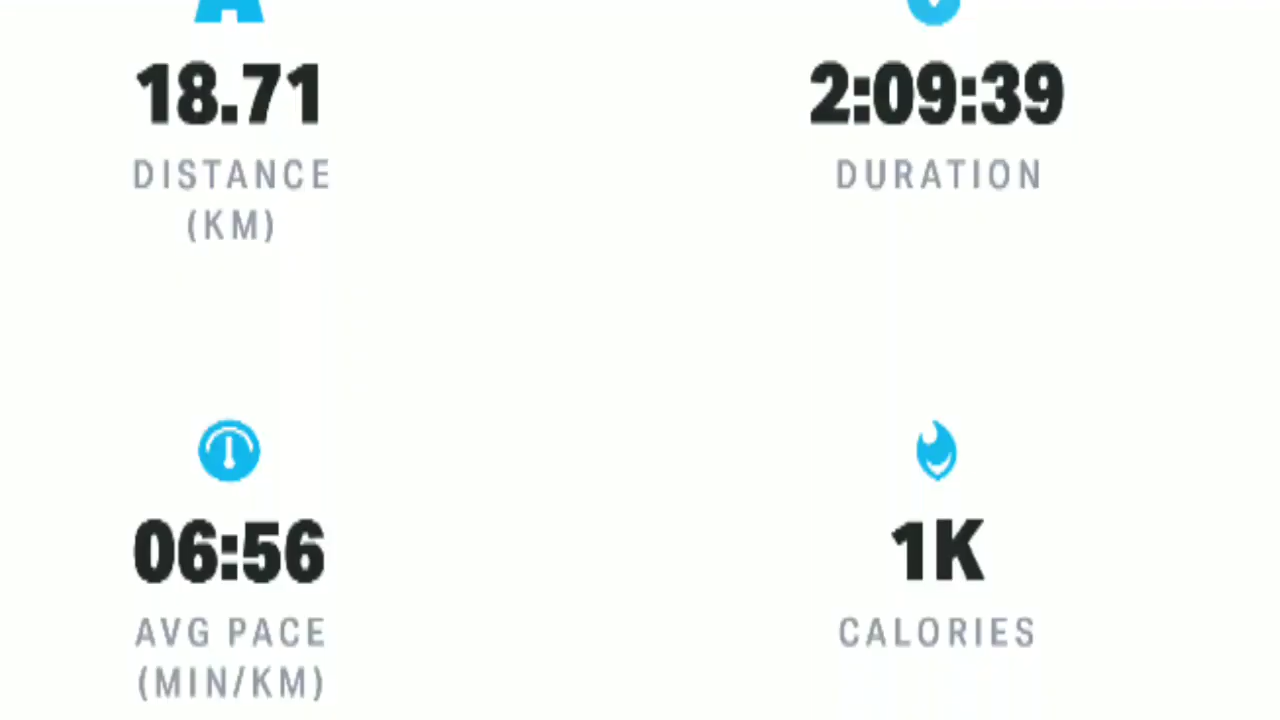 18.71
2:09:39
DISTANCE
(KM)
DURATION
06:56
1K
AVG PACE
(MIN/KM)
CALORIES